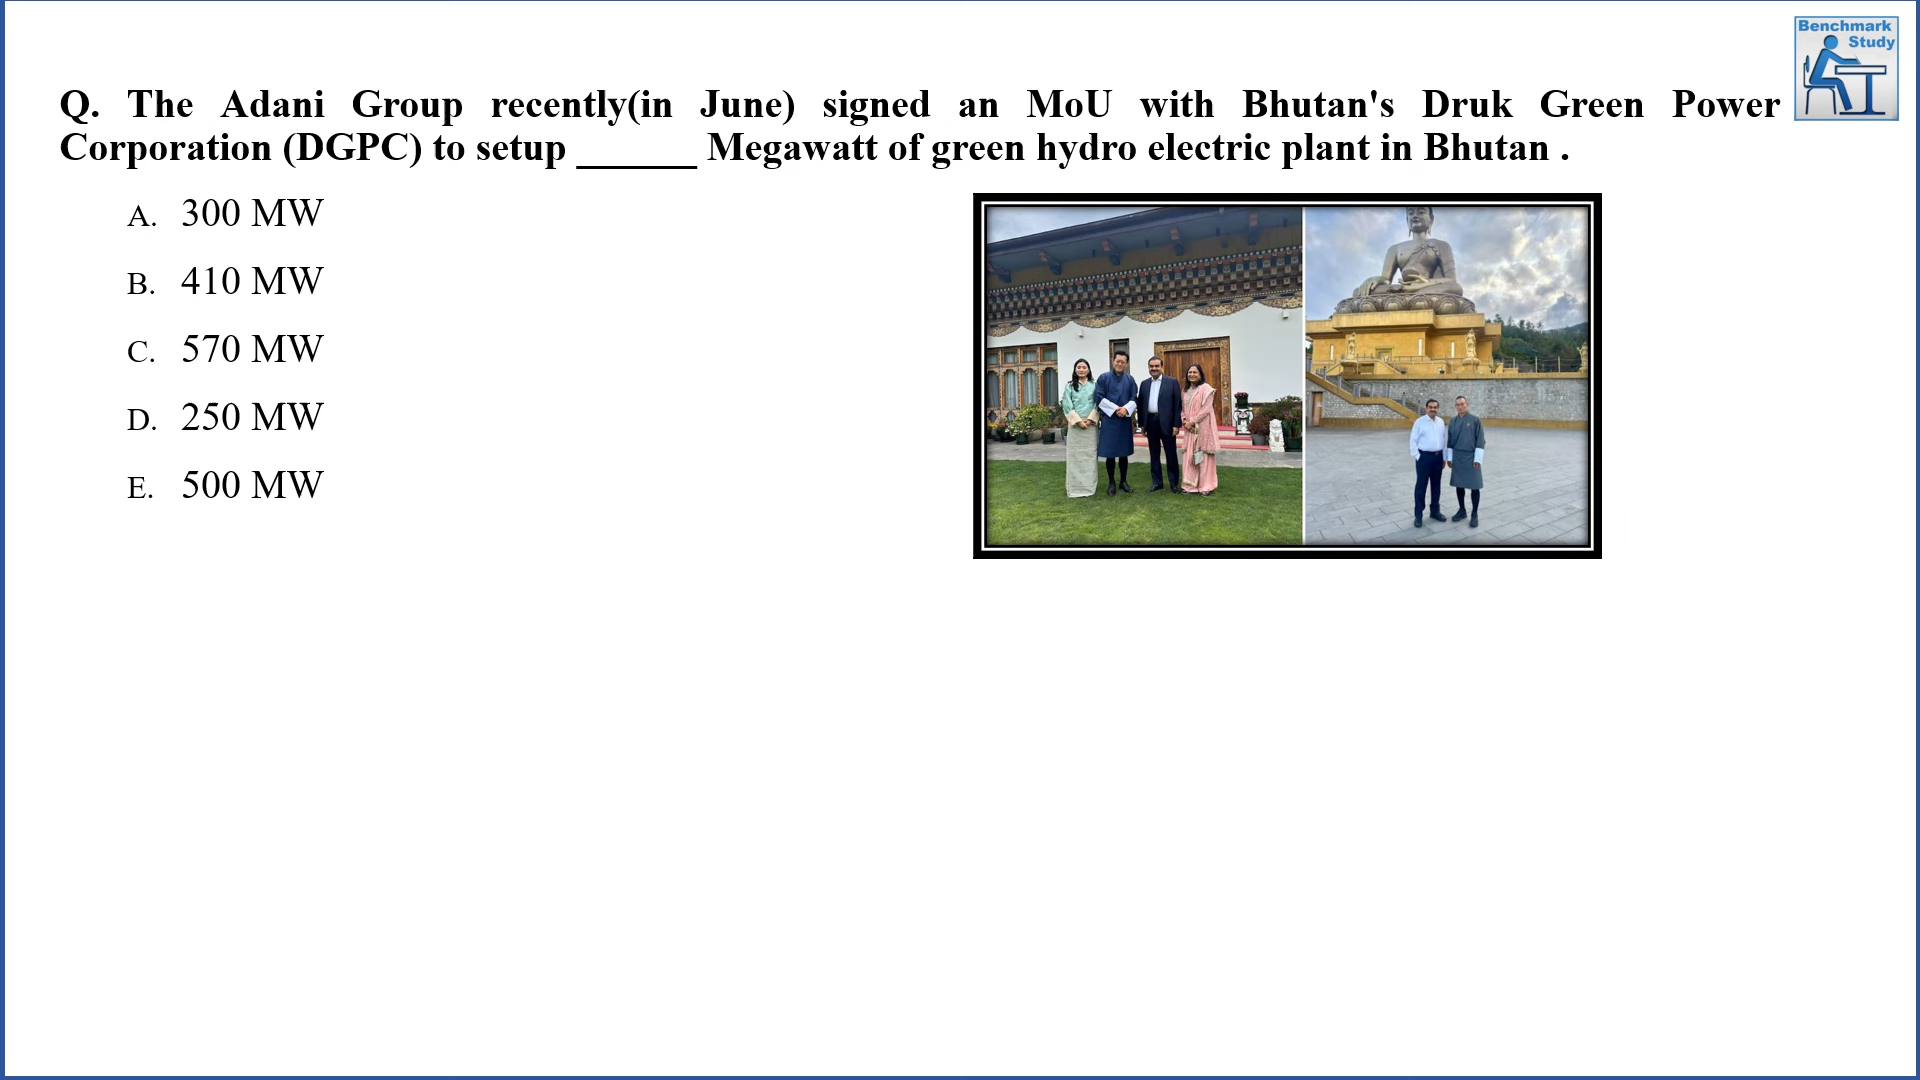 Benchmark
Study
Q. The Adani Group recently(in June) signed an MoU with Bhutan's Druk Green Power
Corporation (DGPC) to setup ______ Megawatt of green hydro electric plant in Bhutan .
A. 300 MW
B. 410 MW
C. 570 MW
D. 250 MW
E. 500 MW